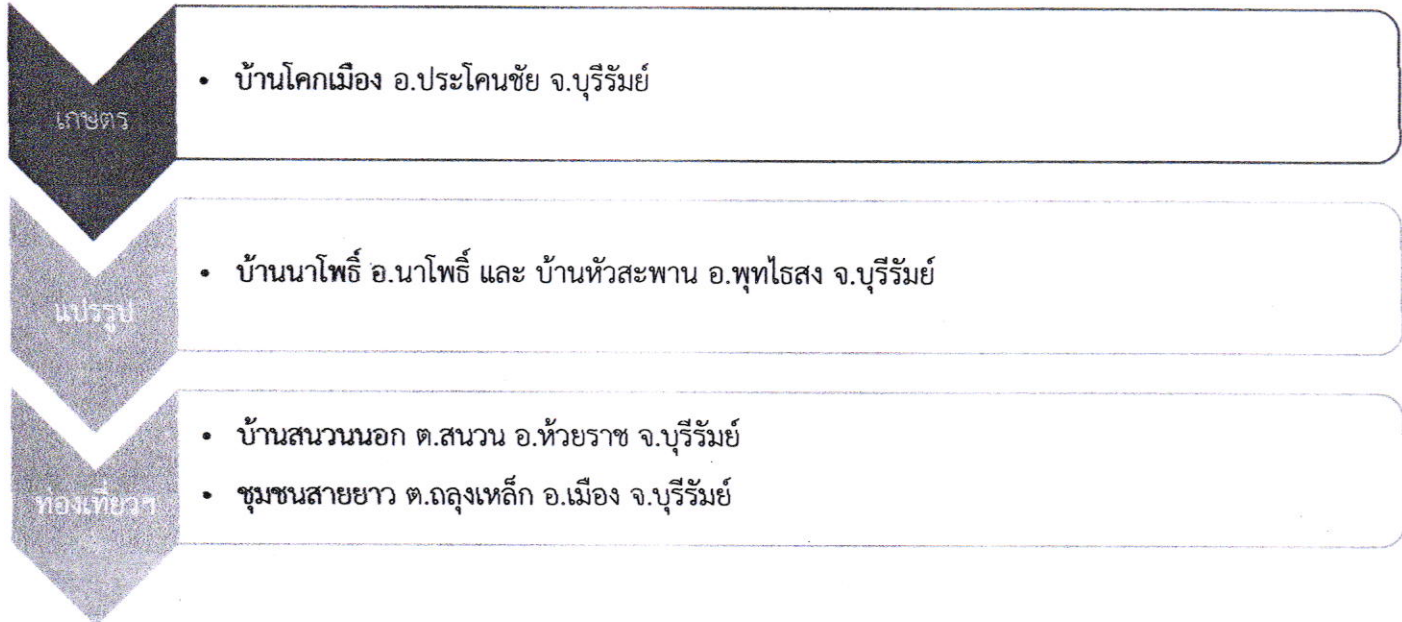 เกษตร
• บ้านโคกเมือง อ.ประโคนชัย จ.บุรีรัมย์
แปรรูป
• บ้านนาโพธิ์ อ.นาโพธิ์ และ บ้านหัวสะพาน อ.พุทไธสง จ.บุรีรัมย์
ท่องเที่ยวฯ
• บ้านสนวนนอก ต.สนวน อ.ห้วยราช จ.บุรีรัมย์
• ชุมชนสายยาว ต.ถลุงเหล็ก อ.เมือง จ.บุรีรัมย์